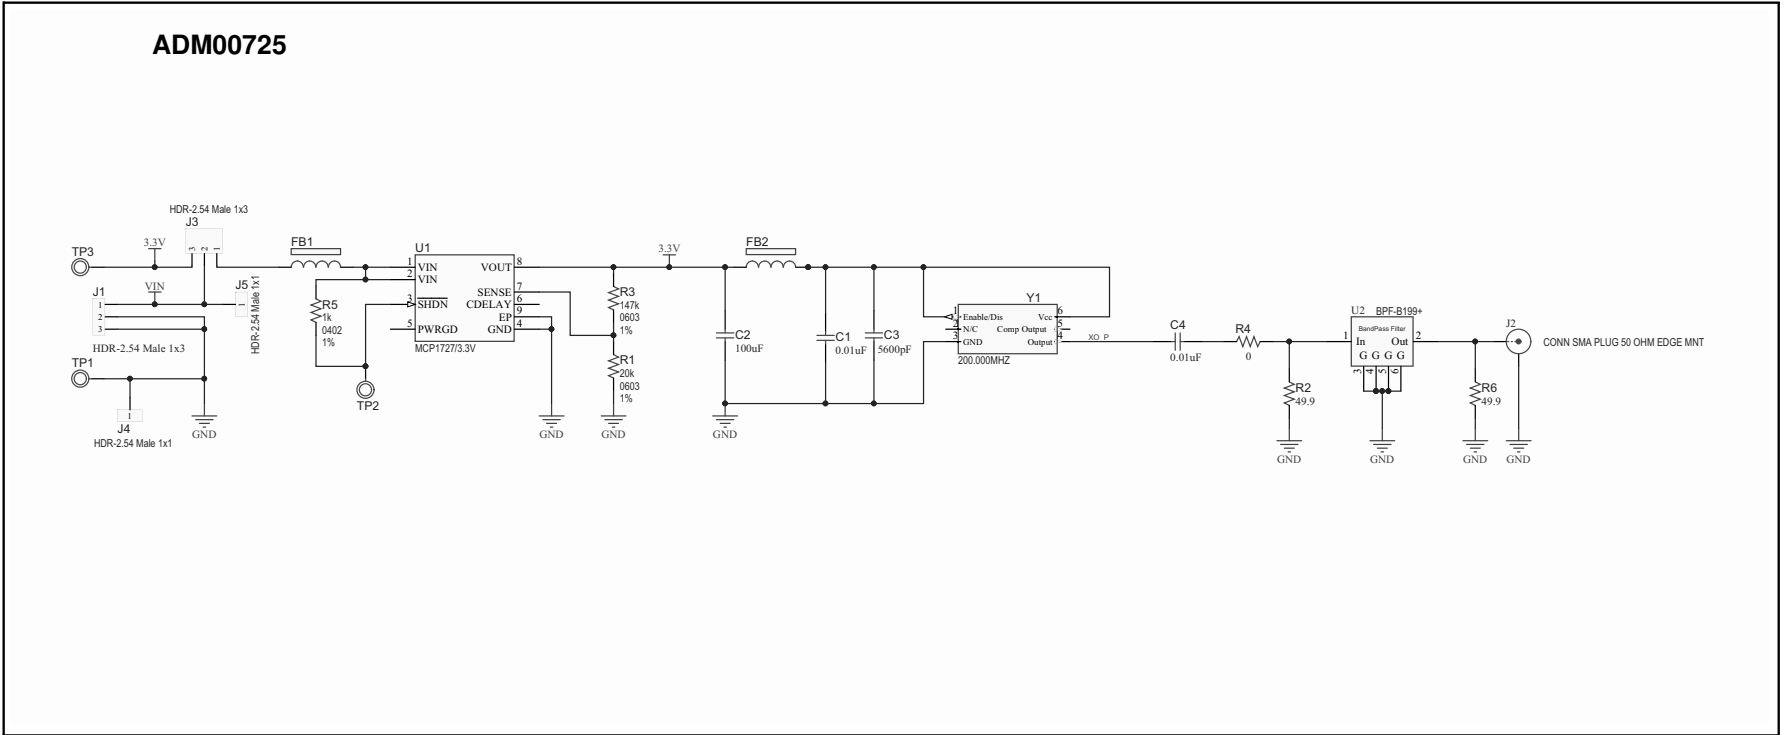 ADM00725
HDR-2.54 Male 1x3
J3
3.3V
3 2 1
TP3
FB1
VIN
J1
1
2
3
HDR-2.54 Male 1x3
J5
1
HDR-2.54 Male 1x1
TP1
1
J4
HDR-2.54 Male 1x1
GND
R5
1k
0402
1%
TP2
U1
1 VIN VOUT 8
2 VIN
SENSE 7
3 SHDN CDELAY 6
EP 9
5 PWRGD GND 4
MCP1727/3.3V
GND
R3
147k
0603
1%
R1
20k
0603
1%
GND
3.3V
C2
100uF
GND
FB2
C1
0.01uF
C3
5600pF
Y1
1 Enable/Dis Vcc 6
2 N/C Comp Output 5
3 GND Output 4
200.000MHZ
XO_P
C4
0.01uF
R4
0
R2
49.9
GND
U2 BPF-B199+
BandPass Filter
1 In Out 2
G G G G
3 4 5 6
GND
R6
49.9
GND
J2
CONN SMA PLUG 50 OHM EDGE MNT
GND